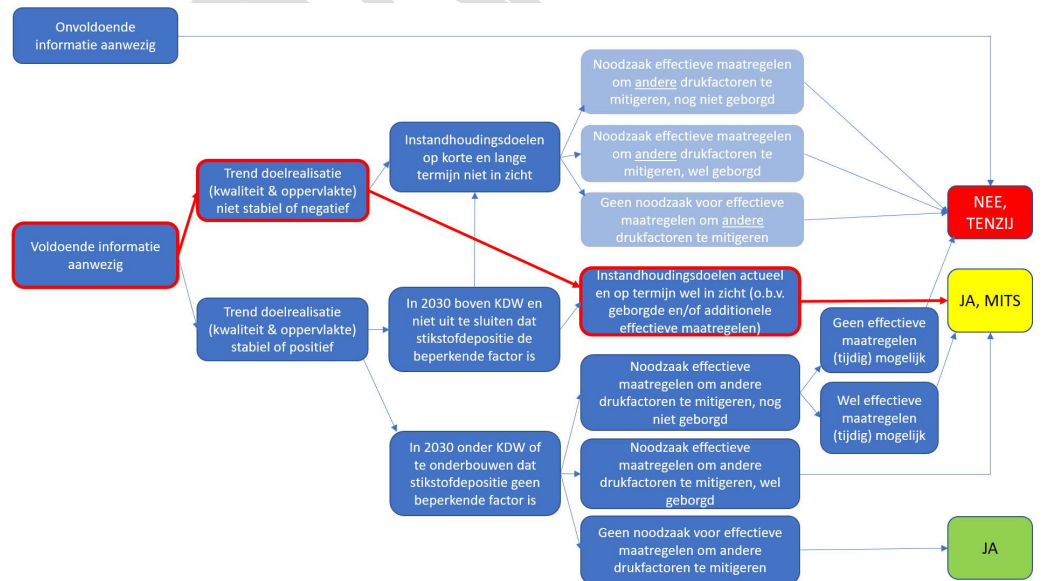 Onvoldoende
informatie aanwezig
Noodzaak effectieve maatregelen
om andere drukfactoren te
mitigeren, nog niet geborgd
Instandhoudingsdoelen
op korte en lange
termijn niet in zicht
Noodzaak effectieve maatregelen
om andere drukfactoren te
mitigeren, wel geborgd
Trend doelrealisatie
(kwaliteit & oppervlakte)
niet stabiel of negatief
Geen noodzaak voor effectieve
maatregelen om andere
drukfactoren te mitigeren
NEE,
TENZIJ
Voldoende informatie
aanwezig
Instandhoudingsdoelen actueel
en op termijn wel in zicht (o.b.v.
geborgde en/of additionele
effectieve maatregelen)
JA, MITS
Trend doelrealisatie
(kwaliteit & oppervlakte)
stabiel of positief
In 2030 boven KDW en
niet uit te sluiten dat
stikstofdepositie de
beperkende factor is
Geen effectieve
maatregelen
(tijdig) mogelijk
Noodzaak effectieve
maatregelen om andere
drukfactoren te mitigeren, nog
niet geborgd
Wel effectieve
maatregelen
(tijdig) mogelijk
In 2030 onder KDW of
te onderbouwen dat
stikstofdepositie geen
beperkende factor is
Noodzaak effectieve
maatregelen om andere
drukfactoren te mitigeren, wel
geborgd
Geen noodzaak voor effectieve
maatregelen om andere
drukfactoren te mitigeren
JA